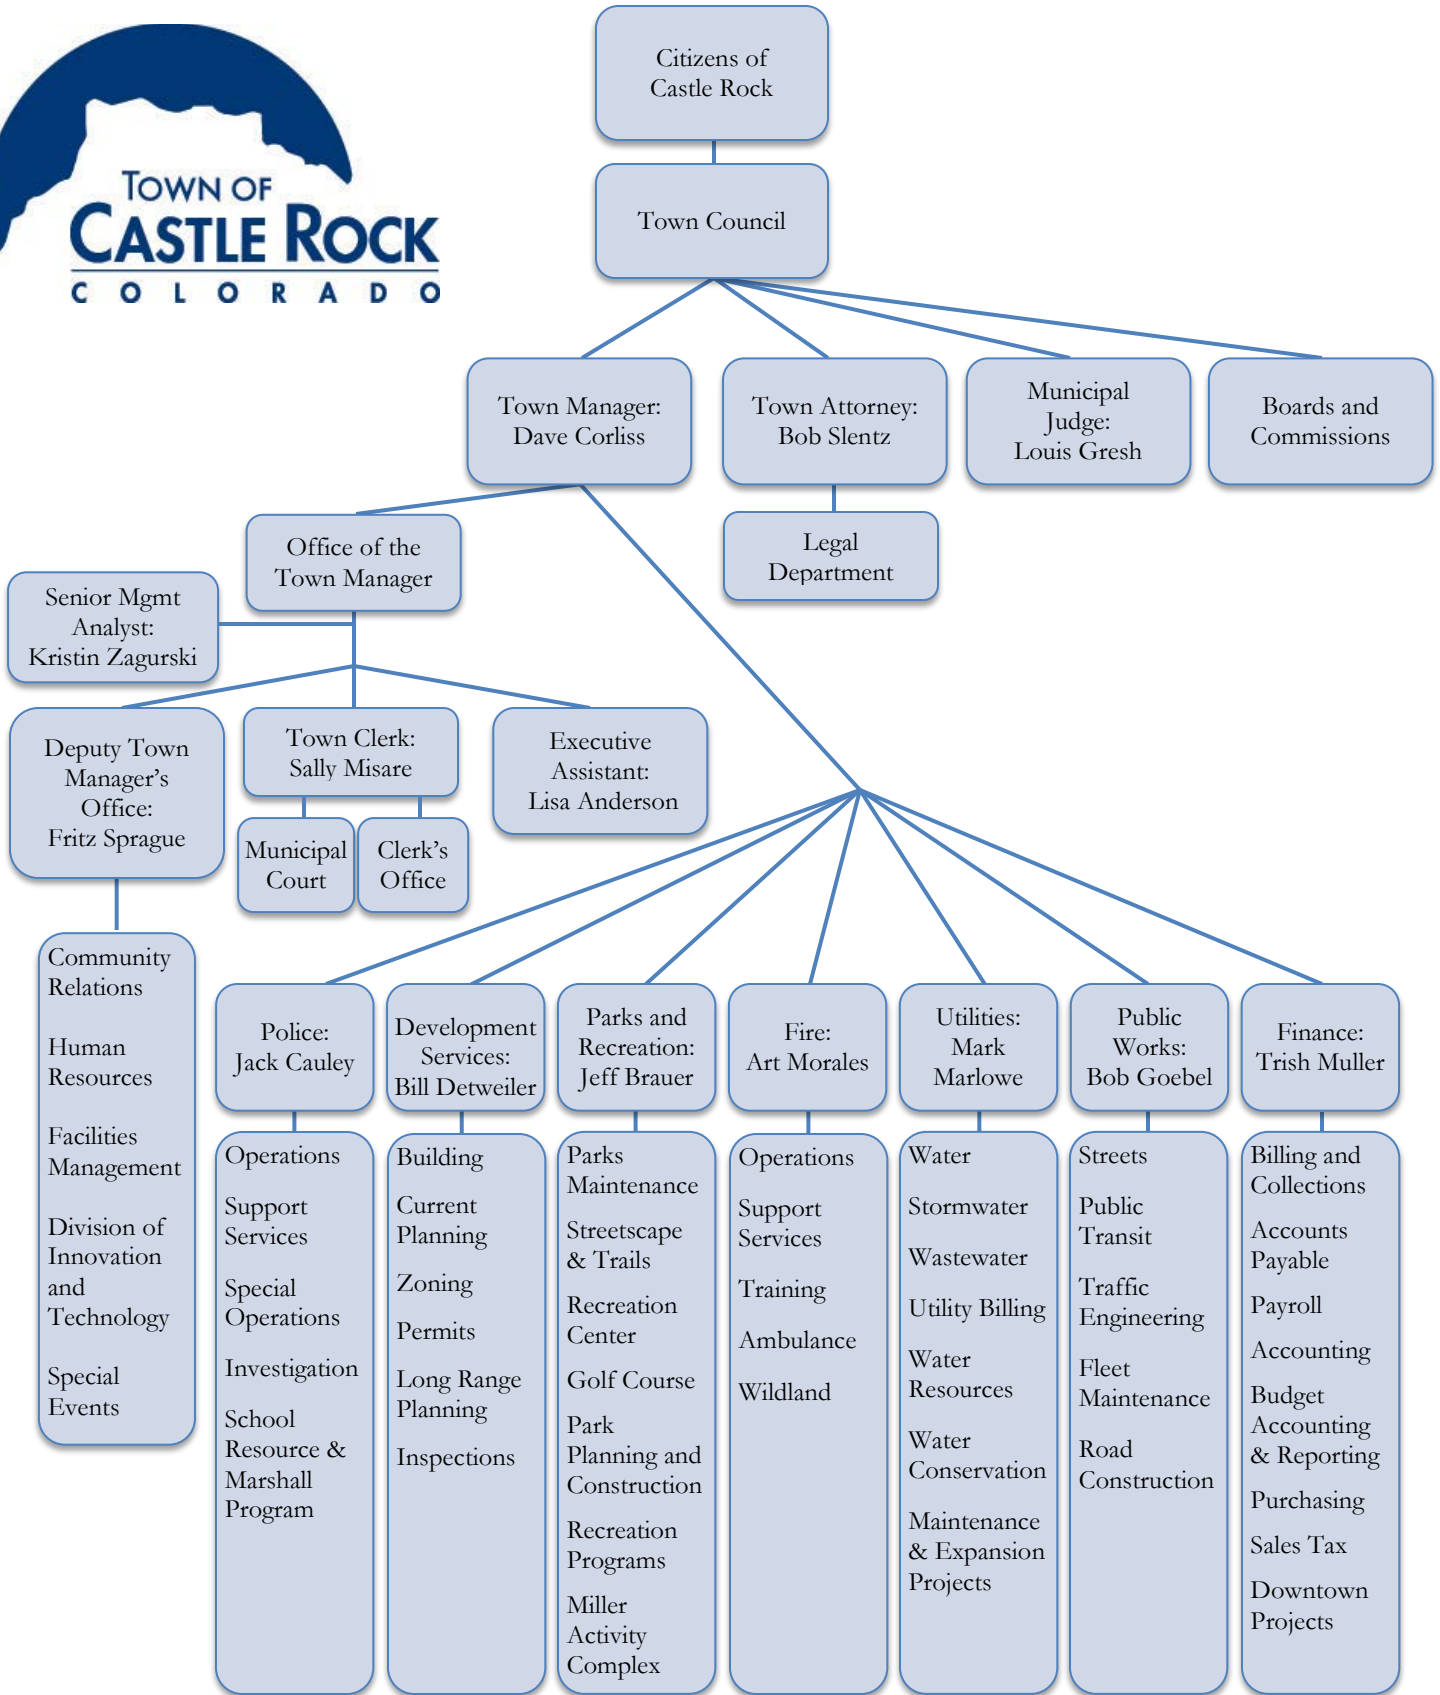 TOWN OF
CASTLE ROCK
COLORADO
Citizens of
Castle Rock
Town Council
Town Manager:
Dave Corliss
Town Attorney:
Bob Slentz
Municipal
Judge:
Louis Gresh
Boards and
Commissions
Office of the
Town Manager
Legal
Department
Senior Mgmt
Analyst:
Kristin Zagurski
Deputy Town
Manager’s
Office:
Fritz Sprague
Town Clerk:
Sally Misare
Executive
Assistant:
Lisa Anderson
Municipal
Court
Clerk’s
Office
Community
Relations
Human
Resources
Facilities
Management
Division of
Innovation
and
Technology
Special
Events
Police:
Jack Cauley
Development
Services:
Bill Detweiler
Parks and
Recreation:
Jeff Brauer
Fire:
Art Morales
Utilities:
Mark
Marlowe
Public
Works:
Bob Goebel
Finance:
Trish Muller
Operations
Support
Services
Special
Operations
Investigation
School
Resource &
Marshall
Program
Building
Current
Planning
Zoning
Permits
Long Range
Planning
Inspections
Parks
Maintenance
Streetscape
& Trails
Recreation
Center
Golf Course
Park
Planning and
Construction
Recreation
Programs
Miller
Activity
Complex
Operations
Support
Services
Training
Ambulance
Wildland
Water
Stormwater
Wastewater
Utility Billing
Water
Resources
Water
Conservation
Maintenance
& Expansion
Projects
Streets
Public
Transit
Traffic
Engineering
Fleet
Maintenance
Road
Construction
Billing and
Collections
Accounts
Payable
Payroll
Accounting
Budget
Accounting
& Reporting
Purchasing
Sales Tax
Downtown
Projects